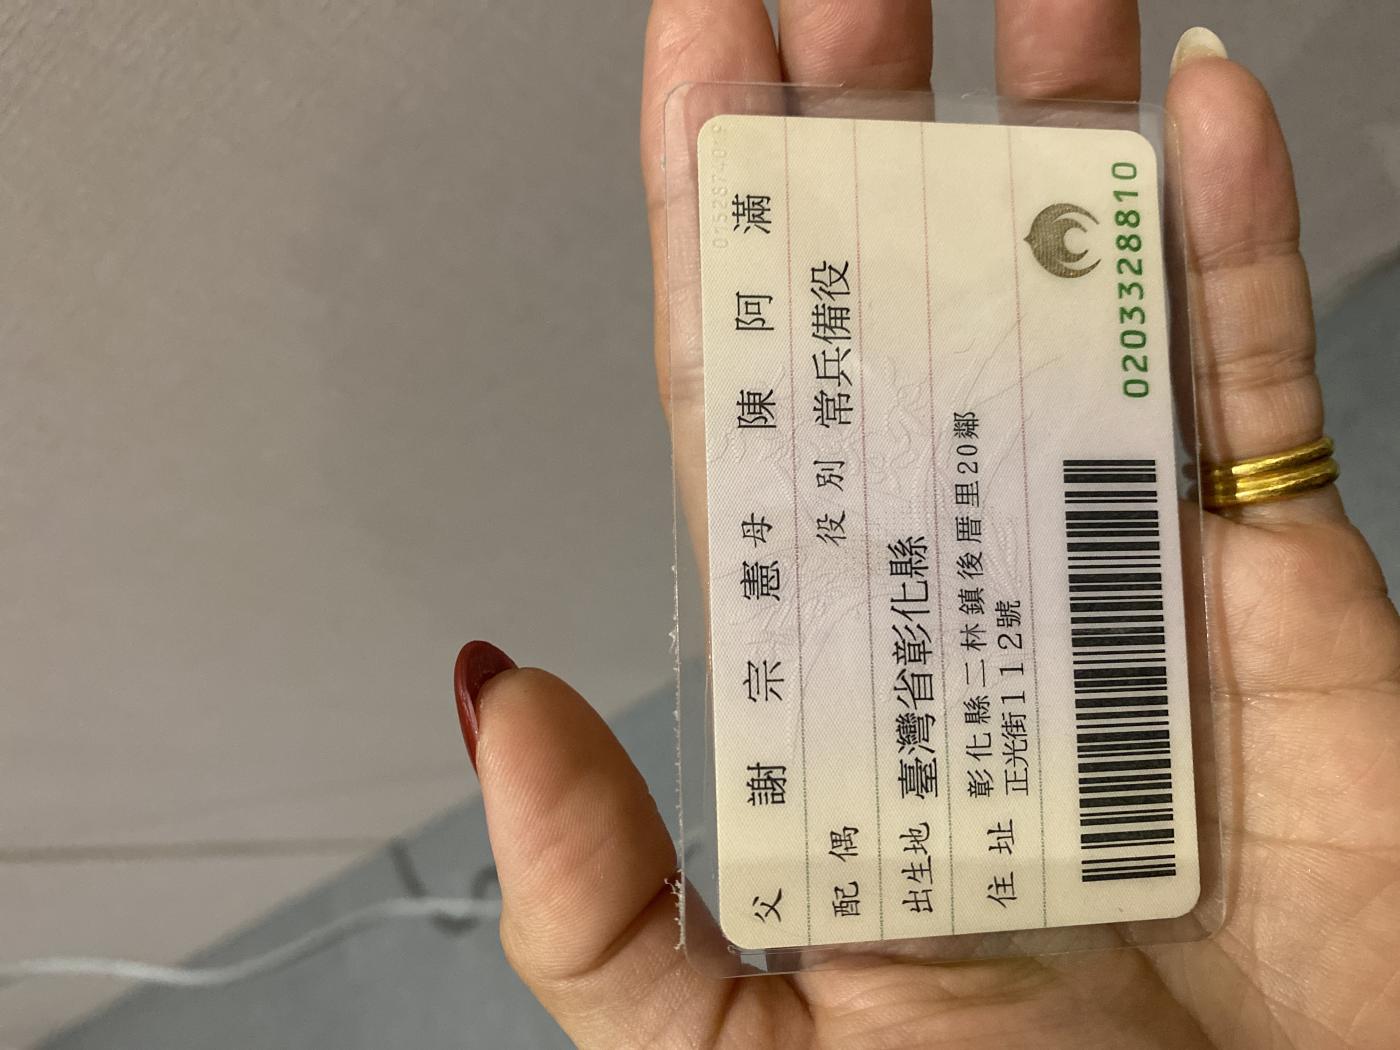 父 謝宗憲 母 陳阿滿
配偶 役別 常兵備役
出生地 臺灣省彰化縣
住址 彰化縣二林鎮後厝里20鄰
正光街112號
0203328810